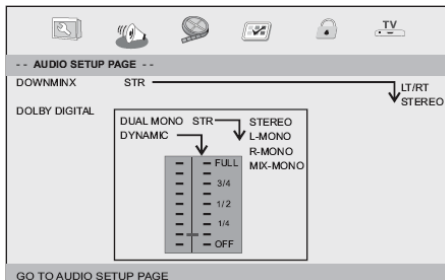 TV
-- AUDIO SETUP PAGE --
DOWNMINX STR LT/RT
STEREO
DOLBY DIGITAL
DUAL MONO STR STEREO
DYNAMIC L-MONO
R-MONO
MIX-MONO
FULL
3/4
1/2
1/4
OFF
GO TO AUDIO SETUP PAGE